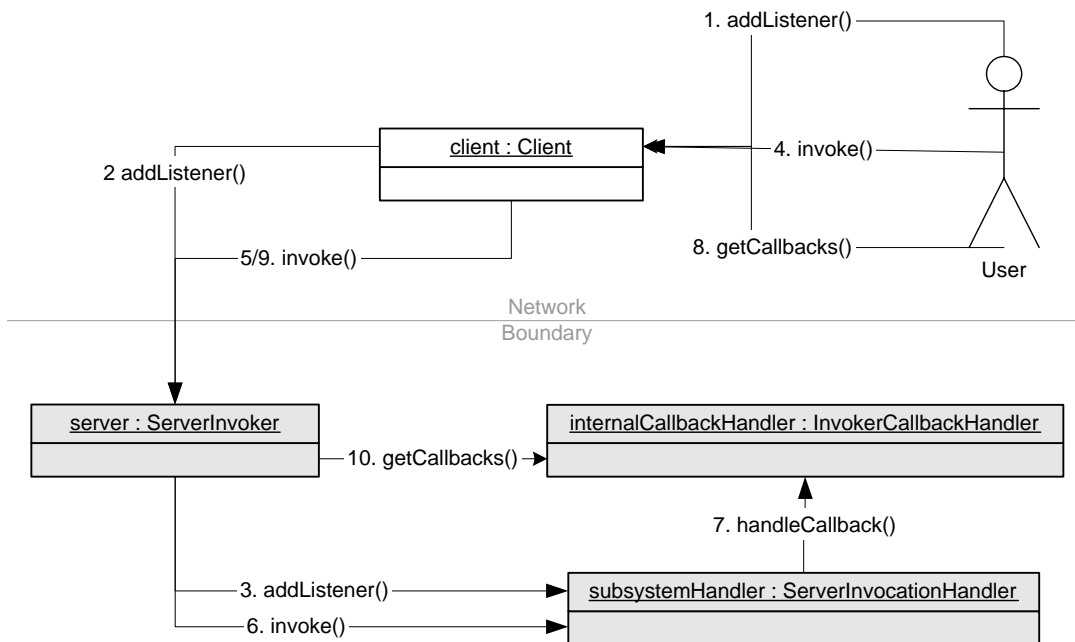 1. addListener()
client : Client
4. invoke()
2 addListener()
5/9. invoke()
8. getCallbacks()
User
Network
Boundary
server : ServerInvoker
internalCallbackHandler : InvokerCallbackHandler
10. getCallbacks()
7. handleCallback()
3. addListener()
subsystemHandler : ServerInvocationHandler
6. invoke()